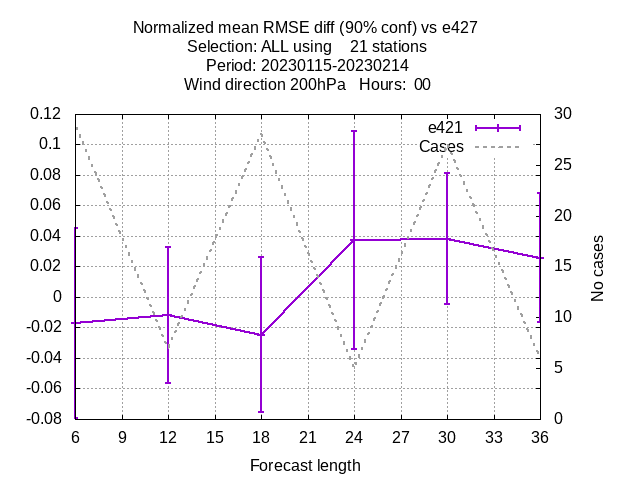 Normalized mean RMSE diff (90% conf) vs e427
Selection: ALL using    21 stations
Period: 20230115-20230214
Wind direction 200hPa   Hours:  00
e421
Cases
0.12
0.1
0.08
0.06
0.04
0.02
0
-0.02
-0.04
-0.06
-0.08
30
25
20
15
10
5
0
No cases
6 9 12 15 18 21 24 27 30 33 36
Forecast length